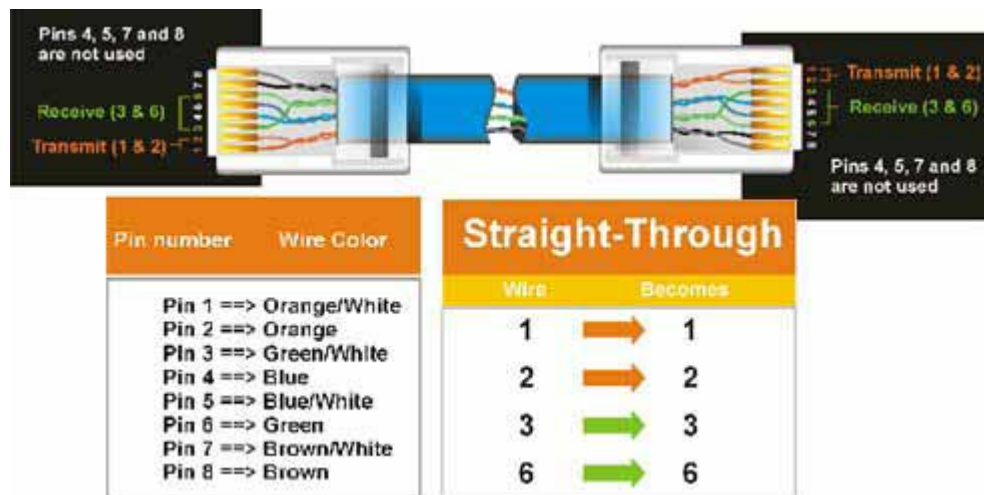 Pins 4, 5, 7 and 8
are not used
Receive (3 & 6)
Transmit (1 & 2)
Transmit (1 & 2)
Receive (3 & 6)
Pins 4, 5, 7 and 8
are not used
Pin number Wire Color
Pin 1 ==> Orange/White
Pin 2 ==> Orange
Pin 3 ==> Green/White
Pin 4 ==> Blue
Pin 5 ==> Blue/White
Pin 6 ==> Green
Pin 7 ==> Brown/White
Pin 8 ==> Brown
Straight-Through
Wire Becomes
1 1
2 2
3 3
6 6